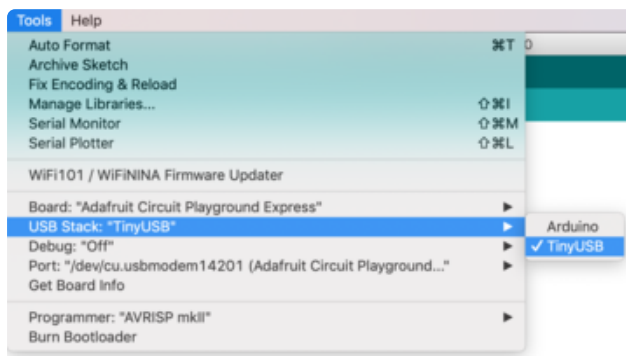 Tools Help
Auto Format ⌘T 0
Archive Sketch
Fix Encoding & Reload
Manage Libraries... ⇧⌘I
Serial Monitor ⇧⌘M
Serial Plotter ⇧⌘L
WiFi101 / WiFiNINA Firmware Updater
Board: "Adafruit Circuit Playground Express" ▶
USB Stack: "TinyUSB" ▶ Arduino
Debug: "Off" ▶ ✓ TinyUSB
Port: "/dev/cu.usbmodem14201 (Adafruit Circuit Playground..." ▶
Get Board Info
Programmer: "AVRISP mkII" ▶
Burn Bootloader